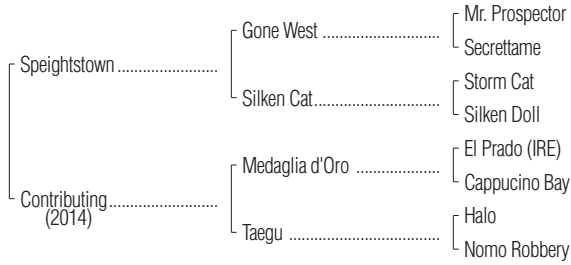 Mr. Prospector
Gone West
Secrettame
Speightstown
Storm Cat
Silken Cat
Silken Doll
El Prado (IRE)
Medaglia d'Oro
Cappucino Bay
Contributing
(2014)
Halo
Taegu
Nomo Robbery